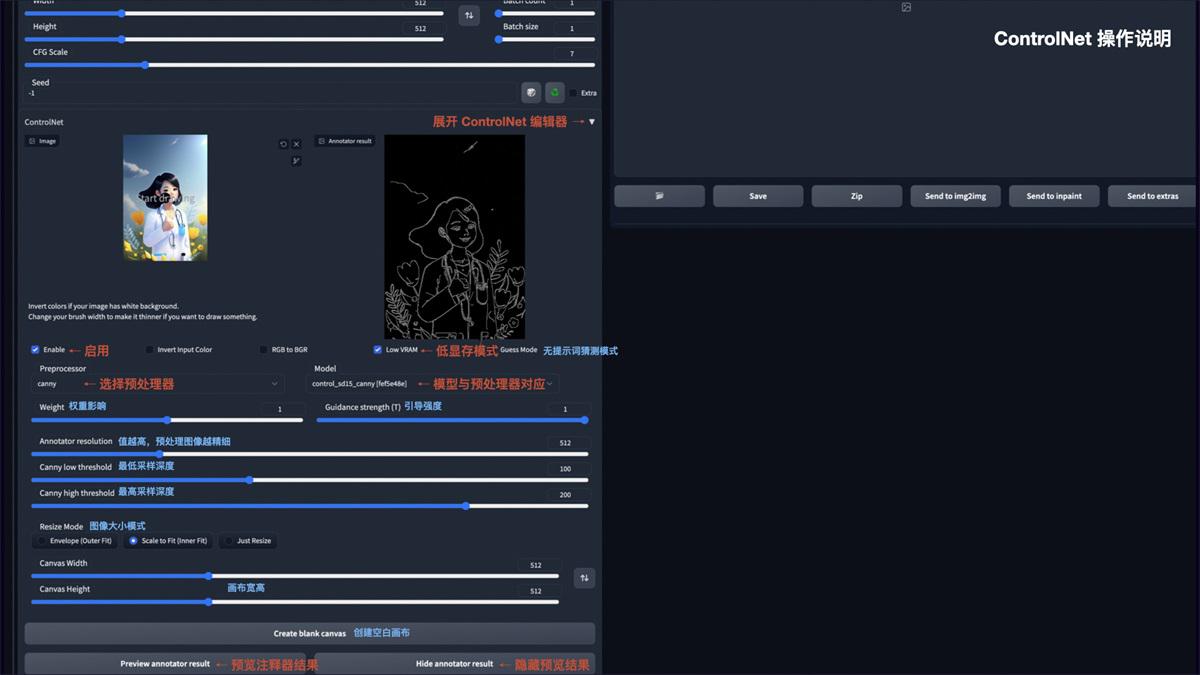 Width 512
Batch count 1
Height 512
Batch size 1
CFG Scale 7
Seed
-1
Extra
ControlNet 操作说明
Save
Zip
Send to img2img
Send to inpaint
Send to extras
ControlNet
展开 ControlNet 编辑器 → ▼
Image
Annotator result
Start drawing
Invert colors if your image has white background.
Change your brush width to make it thinner if you want to draw something.
Enable ← 启用
Invert Input Color
RGB to BGR
Low VRAM ← 低显存模式
Guess Mode 无提示词猜测模式
Preprocessor
canny ← 选择预处理器
Model
control_sd15_canny [fef5e48e] ← 模型与预处理器对应
Weight 权重影响 1
Guidance strength (T) 引导强度 1
Annotator resolution 值越高，预处理图像越精细 512
Canny low threshold 最低采样深度 100
Canny high threshold 最高采样深度 200
Resize Mode 图像大小模式
Envelope (Outer Fit)
Scale to Fit (Inner Fit)
Just Resize
Canvas Width 512
Canvas Height 画布宽高 512
Create blank canvas 创建空白画布
Preview annotator result ← 预览注释器结果
Hide annotator result ← 隐藏预览结果